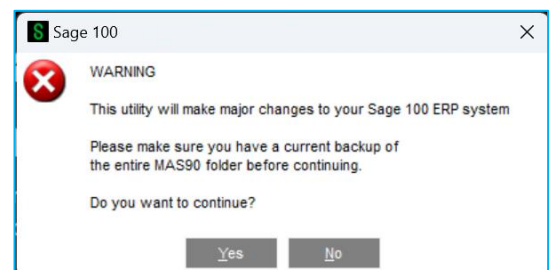 Sage 100
WARNING
This utility will make major changes to your Sage 100 ERP system
Please make sure you have a current backup of
the entire MAS90 folder before continuing.
Do you want to continue?
Yes No